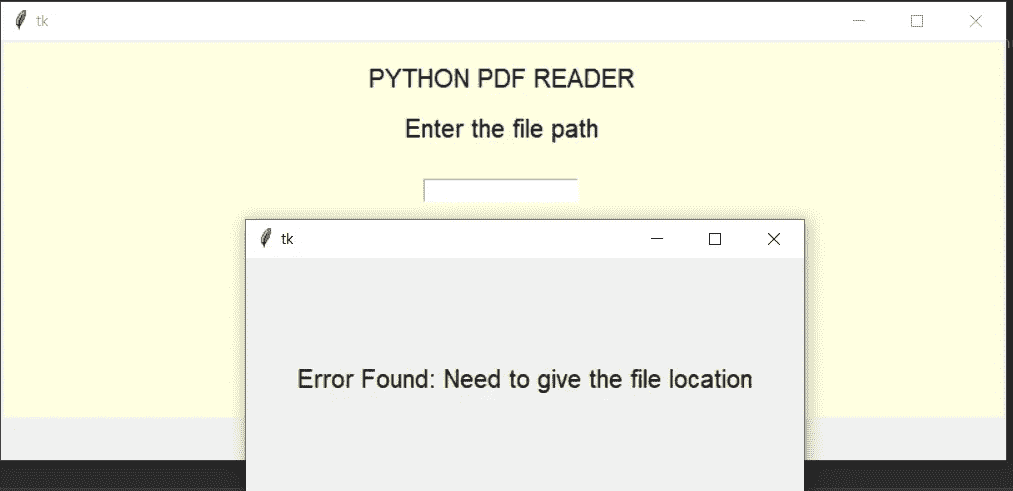 tk
PYTHON PDF READER
Enter the file path
tk
Error Found: Need to give the file location